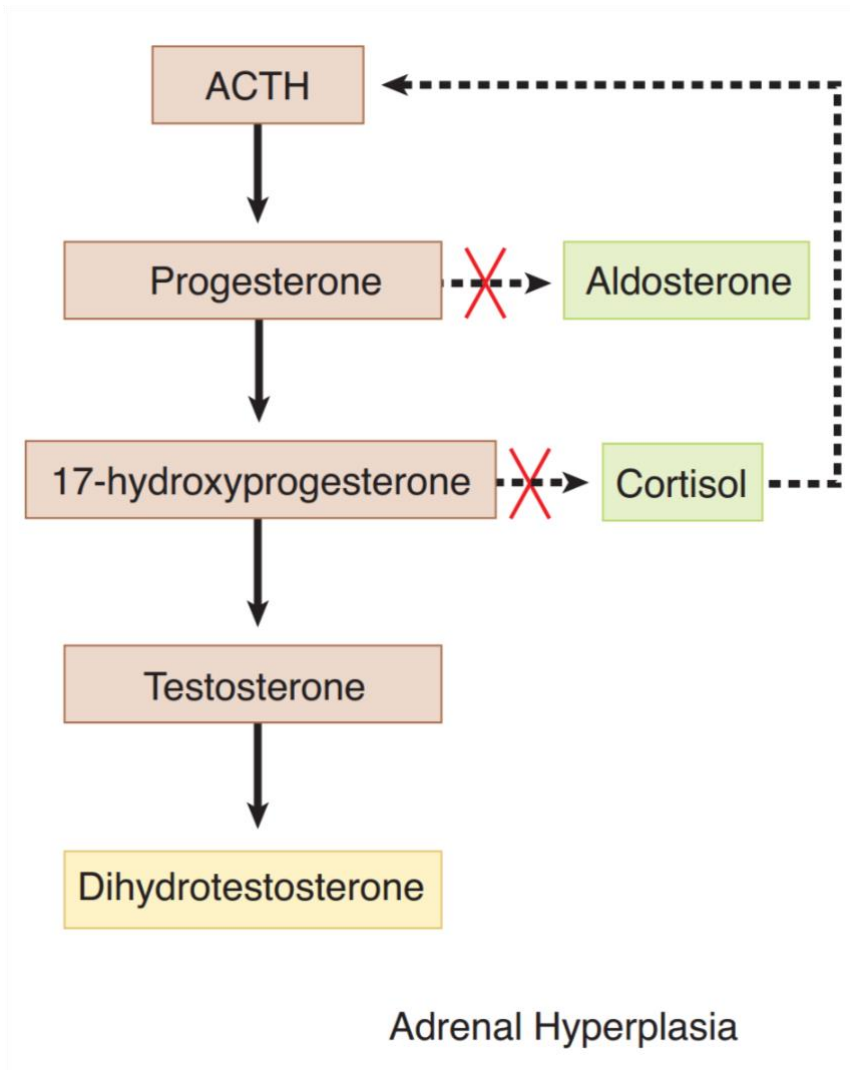 ACTH
Progesterone
Aldosterone
17-hydroxyprogesterone
Cortisol
Testosterone
Dihydrotestosterone
Adrenal Hyperplasia